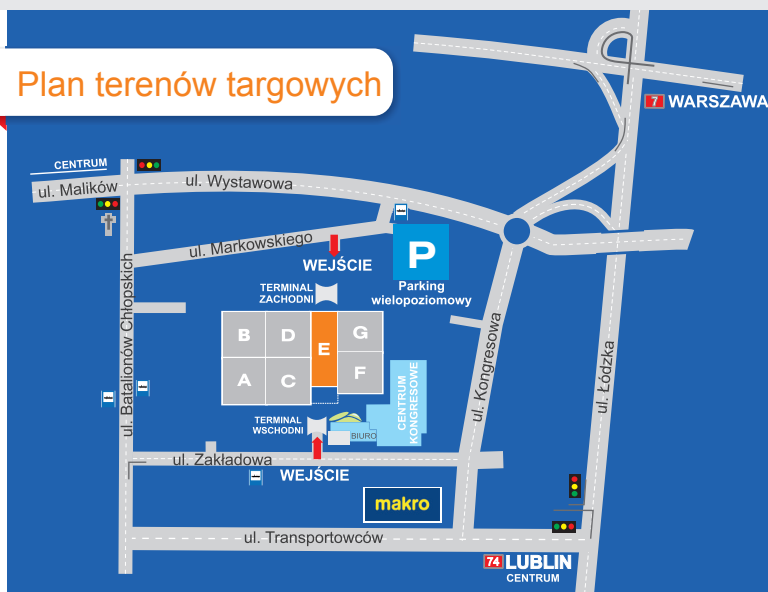 Plan terenów targowych
7 WARSZAWA
CENTRUM
ul. Malików
ul. Wystawowa
ul. Markowskiego
WEJŚCIE
P
Parking
wielopoziomowy
TERMINAL
ZACHODNI
ul. Batalionów Chłopskich
B
D
E
G
A
C
F
CENTRUM
KONGRESOWE
ul. Kongresowa
ul. Łódzka
TERMINAL
WSCHODNI
BIURO
ul. Zakładowa
WEJŚCIE
makro
ul. Transportowców
74 LUBLIN
CENTRUM